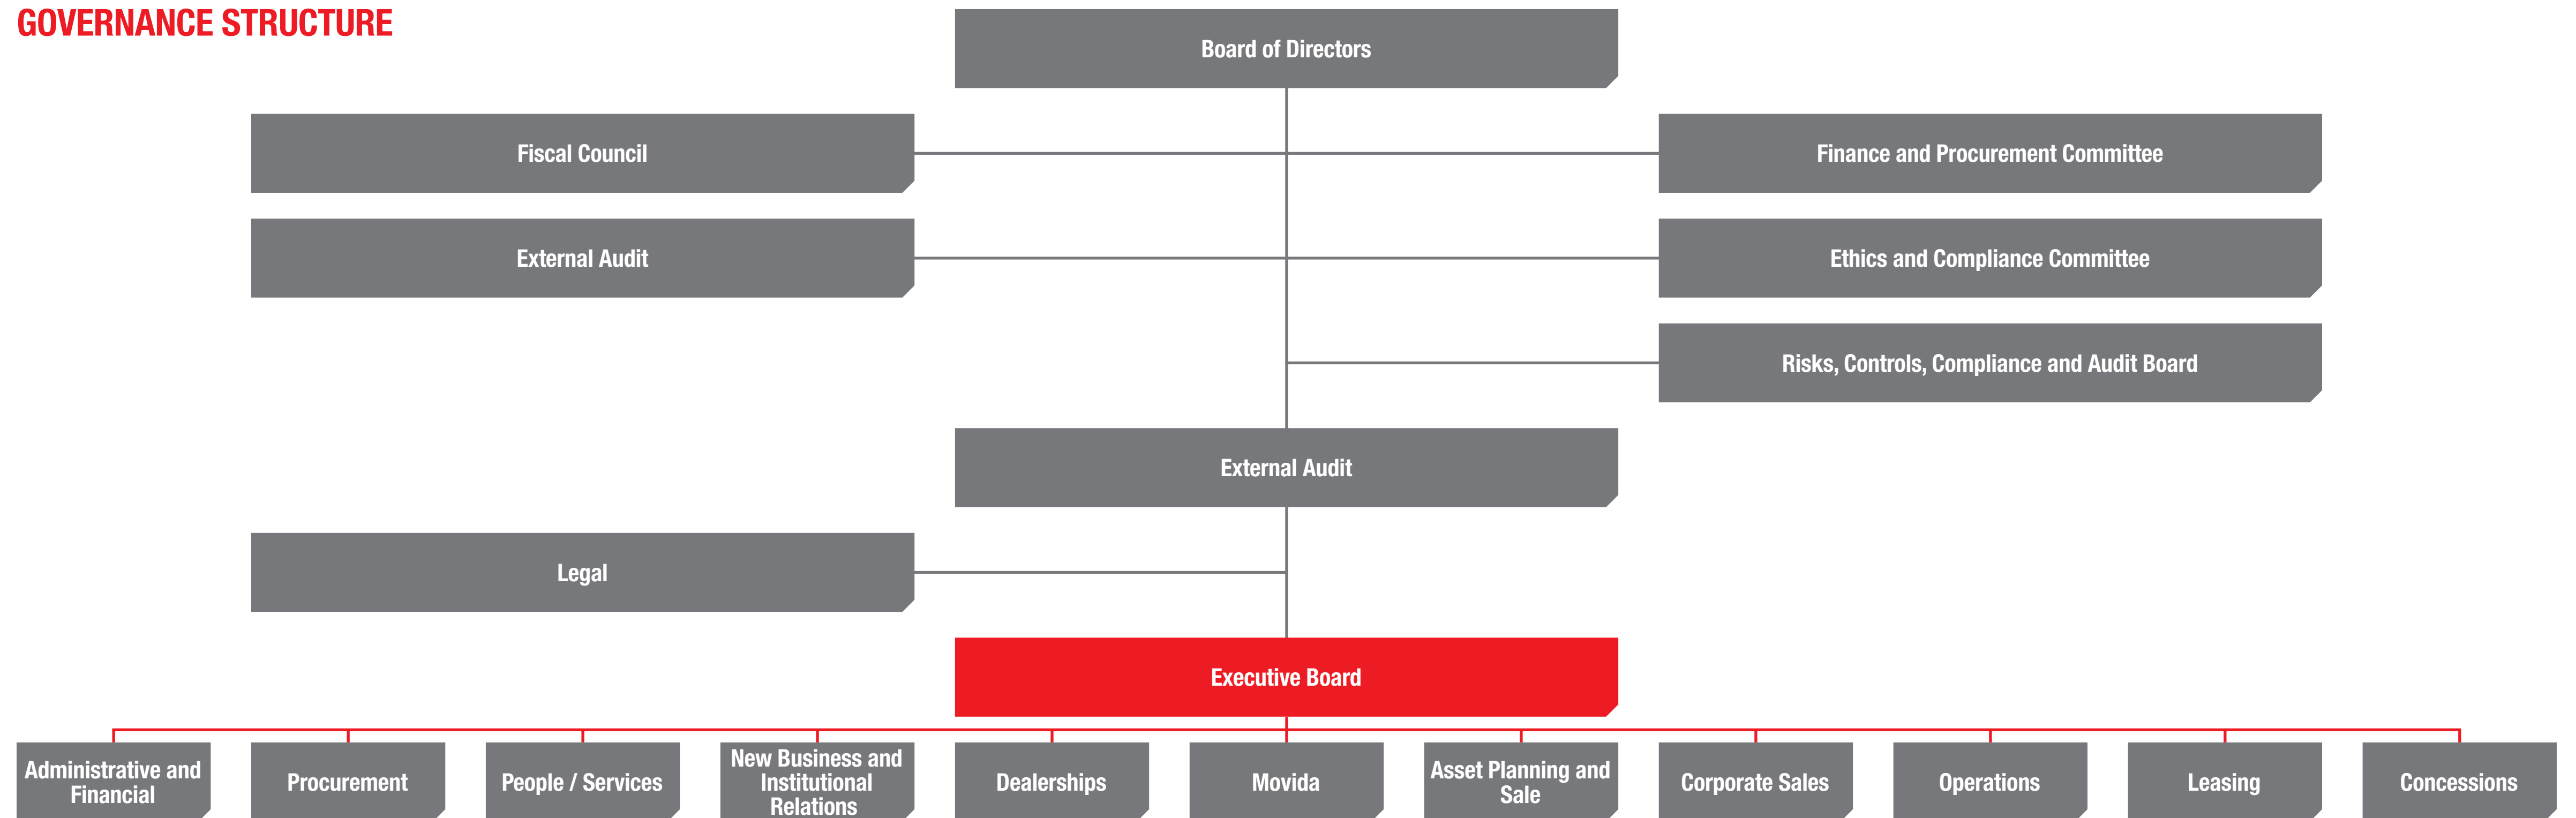 GOVERNANCE STRUCTURE
Board of Directors
Fiscal Council
Finance and Procurement Committee
External Audit
Ethics and Compliance Committee
Risks, Controls, Compliance and Audit Board
External Audit
Legal
Executive Board
Administrative and
Financial
Procurement
People / Services
New Business and
Institutional
Relations
Dealerships
Movida
Asset Planning and
Sale
Corporate Sales
Operations
Leasing
Concessions